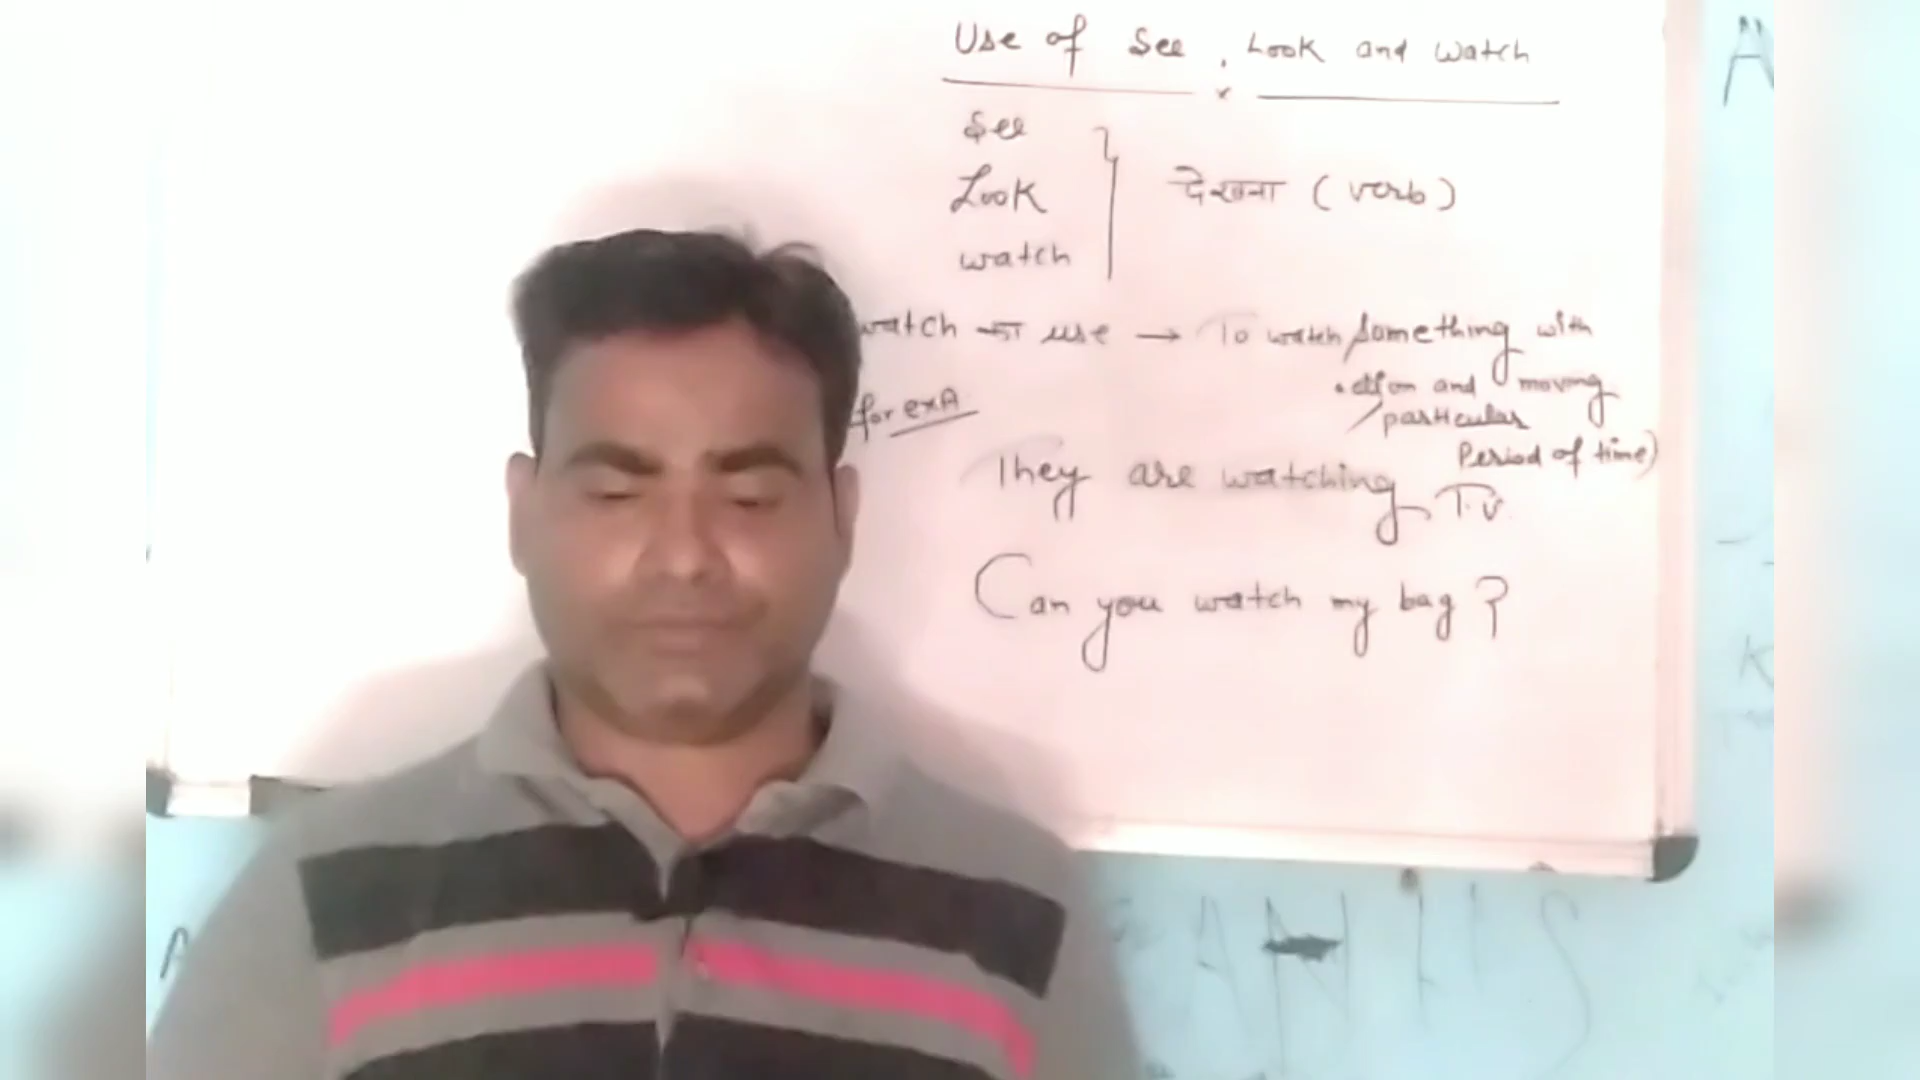 Use of See, Look and Watch
See
Look देखना (verb)
watch
watch का use → To watch something with
action and moving
for exA
particular
Period of time)
They are watching T.V.
Can you watch my bag?